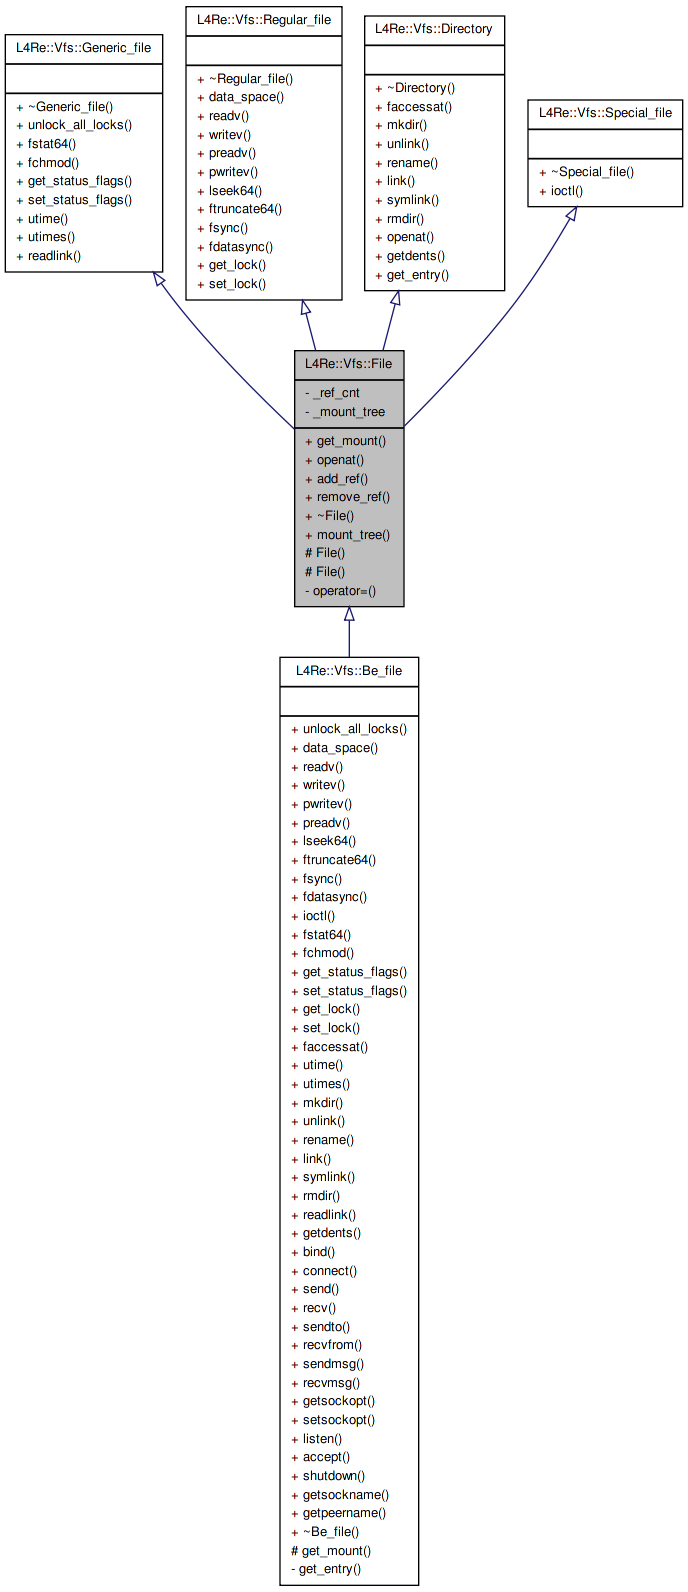 L4Re::Vfs::Generic_file
+ ~Generic_file()
+ unlock_all_locks()
+ fstat64()
+ fchmod()
+ get_status_flags()
+ set_status_flags()
+ utime()
+ utimes()
+ readlink()
L4Re::Vfs::Regular_file
+ ~Regular_file()
+ data_space()
+ readv()
+ writev()
+ preadv()
+ pwritev()
+ lseek64()
+ ftruncate64()
+ fsync()
+ fdatasync()
+ get_lock()
+ set_lock()
L4Re::Vfs::Directory
+ ~Directory()
+ faccessat()
+ mkdir()
+ unlink()
+ rename()
+ link()
+ symlink()
+ rmdir()
+ openat()
+ getdents()
+ get_entry()
L4Re::Vfs::Special_file
+ ~Special_file()
+ ioctl()
L4Re::Vfs::File
- _ref_cnt
- _mount_tree
+ get_mount()
+ openat()
+ add_ref()
+ remove_ref()
+ ~File()
+ mount_tree()
# File()
# File()
- operator=()
L4Re::Vfs::Be_file
+ unlock_all_locks()
+ data_space()
+ readv()
+ writev()
+ pwritev()
+ preadv()
+ lseek64()
+ ftruncate64()
+ fsync()
+ fdatasync()
+ ioctl()
+ fstat64()
+ fchmod()
+ get_status_flags()
+ set_status_flags()
+ get_lock()
+ set_lock()
+ faccessat()
+ utime()
+ utimes()
+ mkdir()
+ unlink()
+ rename()
+ link()
+ symlink()
+ rmdir()
+ readlink()
+ getdents()
+ bind()
+ connect()
+ send()
+ recv()
+ sendto()
+ recvfrom()
+ sendmsg()
+ recvmsg()
+ getsockopt()
+ setsockopt()
+ listen()
+ accept()
+ shutdown()
+ getsockname()
+ getpeername()
+ ~Be_file()
# get_mount()
- get_entry()